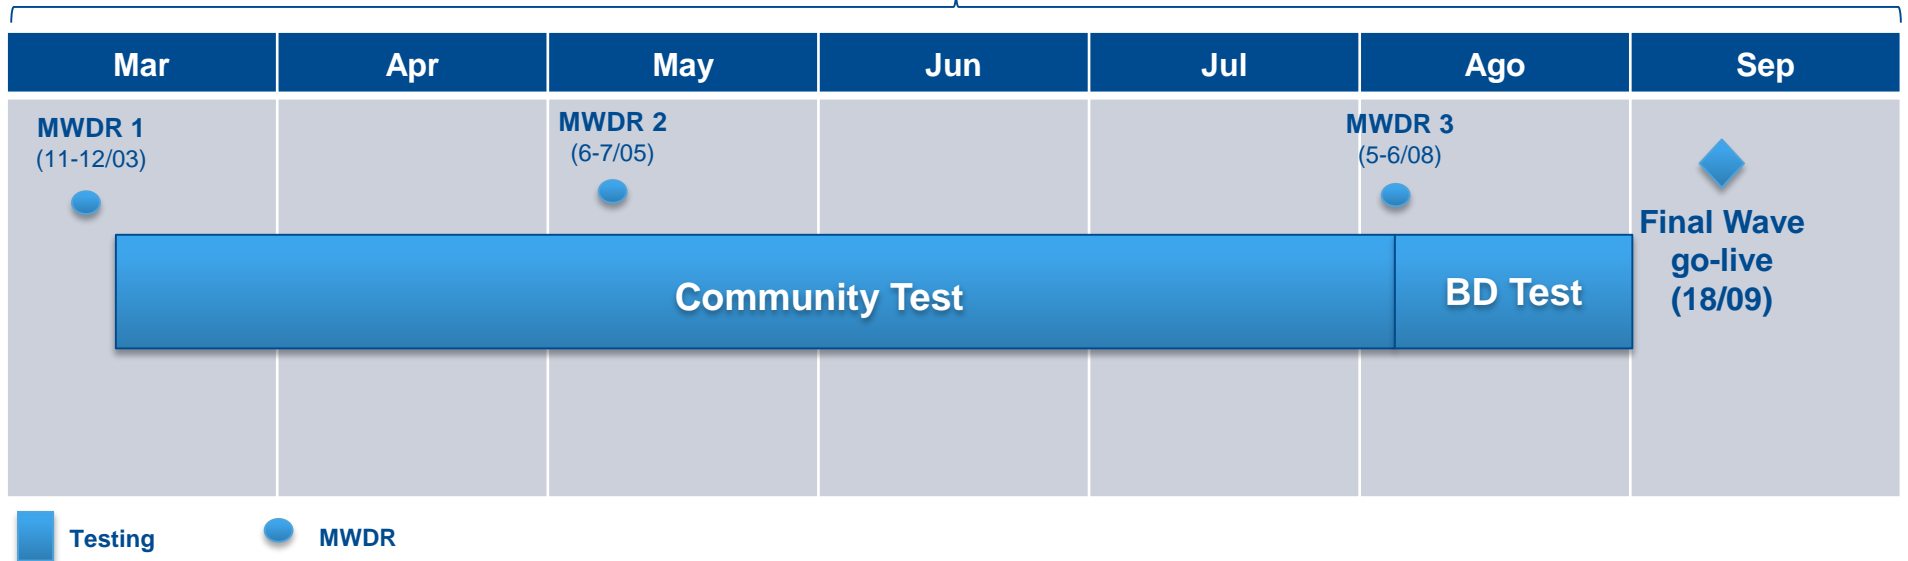 Mar
Apr
May
Jun
Jul
Ago
Sep
MWDR 1
(11-12/03)
MWDR 2
(6-7/05)
MWDR 3
(5-6/08)
Final Wave
go-live
(18/09)
Community Test
BD Test
Testing
MWDR